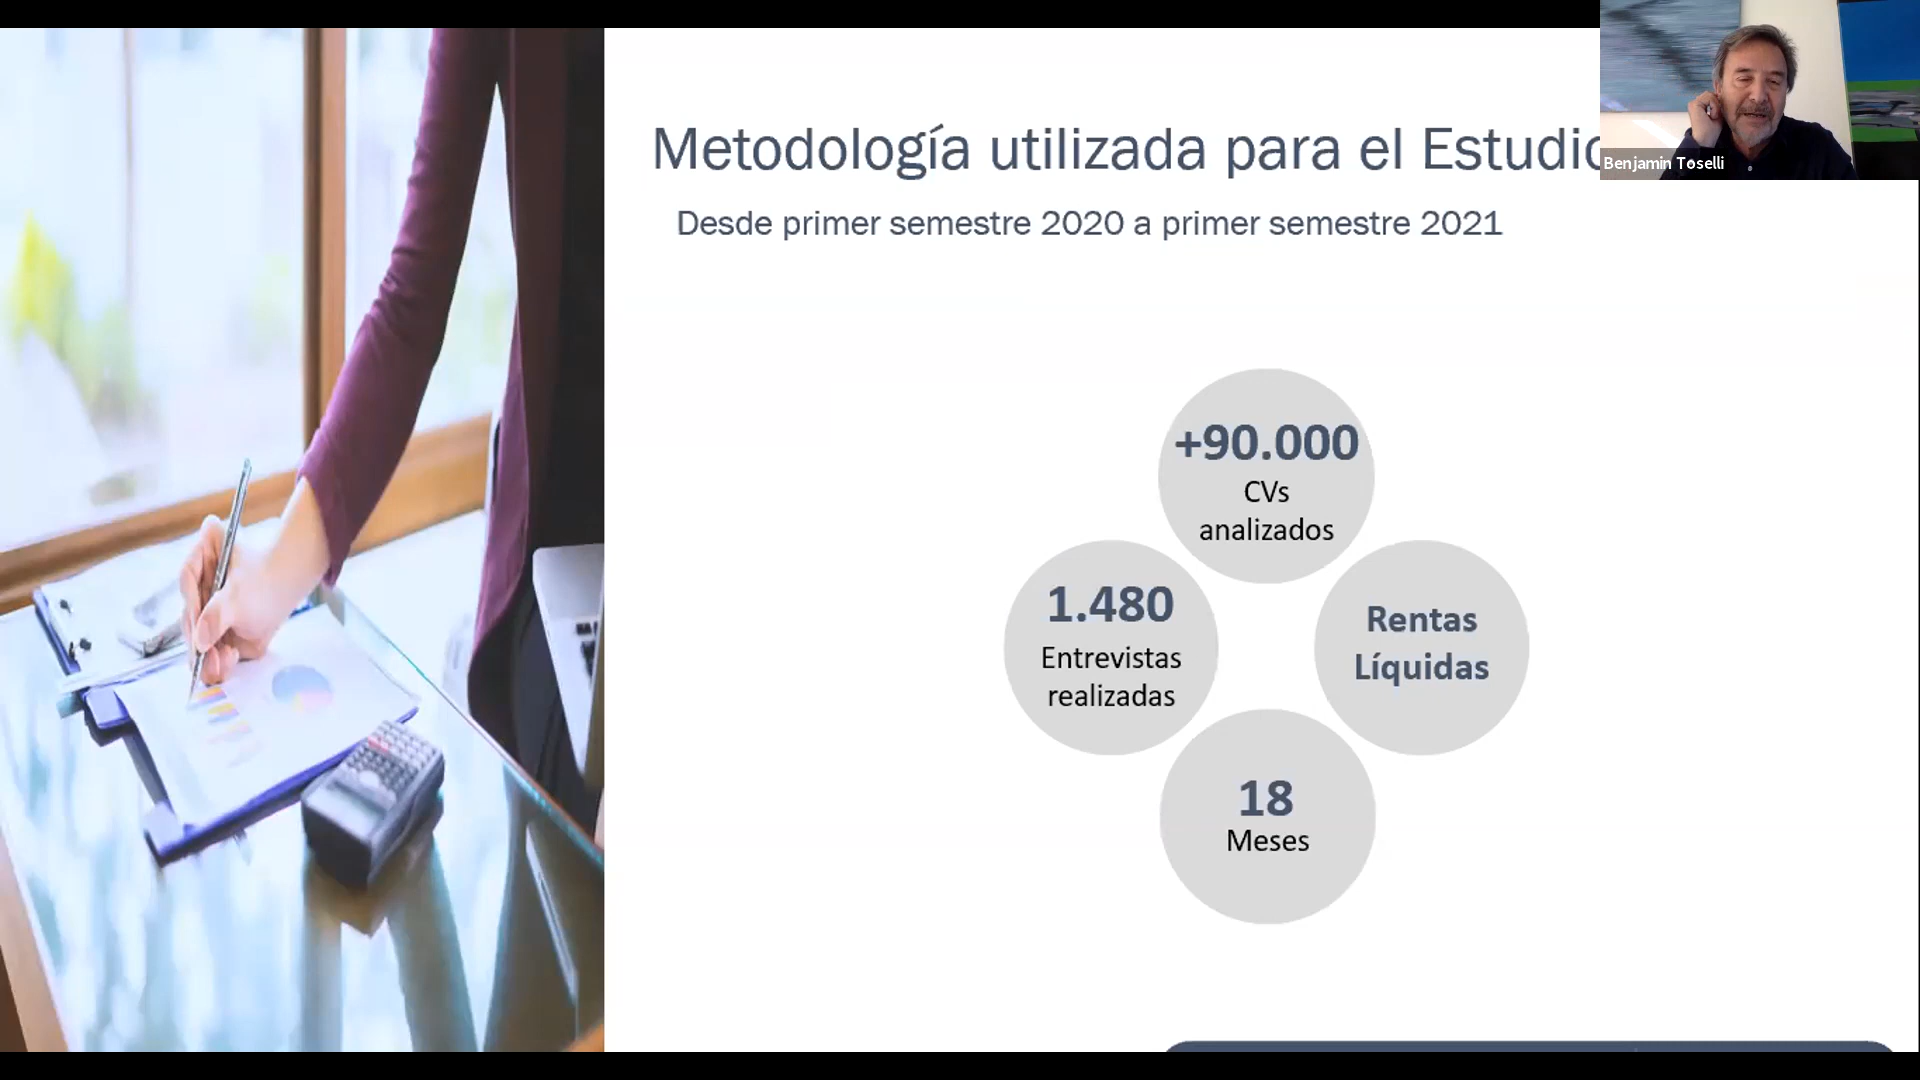 Metodología utilizada para el Estudio
Benjamin Toselli
Desde primer semestre 2020 a primer semestre 2021
+90.000
CVs
analizados
1.480
Entrevistas
realizadas
Rentas
Líquidas
18
Meses